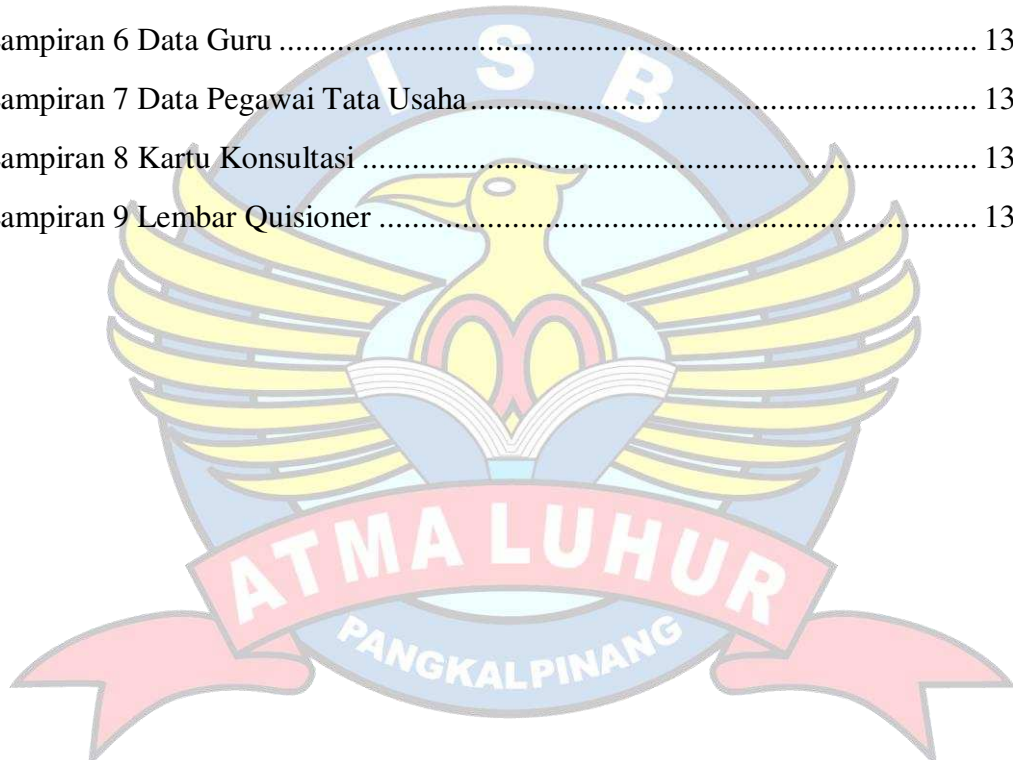 ampiran 6 Data Guru ........................................................................................ 13
ampiran 7 Data Pegawai Tata Usaha ................................................................ 13
ampiran 8 Kartu Konsultasi .............................................................................. 13
ampiran 9 Lembar Quisioner ............................................................................ 13
I S B
ATMA LUHUR
PANGKALPINANG